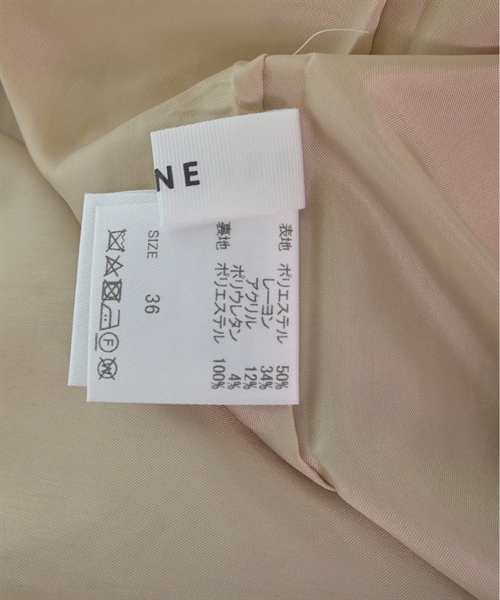 NE
SIZE 36
表地 ポリエステル 50%
レーヨン 34%
アクリル 12%
ポリウレタン 4%
裏地 ポリエステル 100%